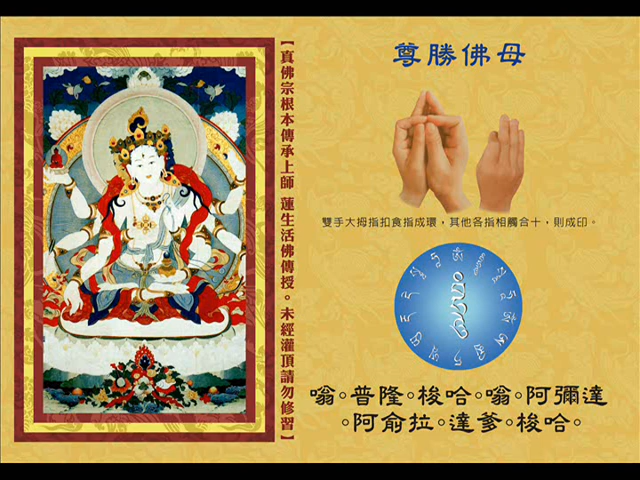 尊勝佛母
【真佛宗根本傳承上師 蓮生活佛傳授。未經灌頂請勿修習】
雙手大拇指扣食指成環，其他各指相觸合十，則成印。
嗡。普隆。梭哈。嗡。阿彌達
。阿俞拉。達爹。梭哈。